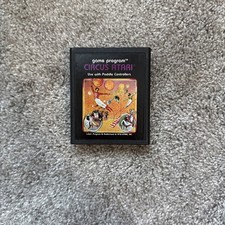 game program™
CIRCUS ATARI
Use with Paddle Controllers